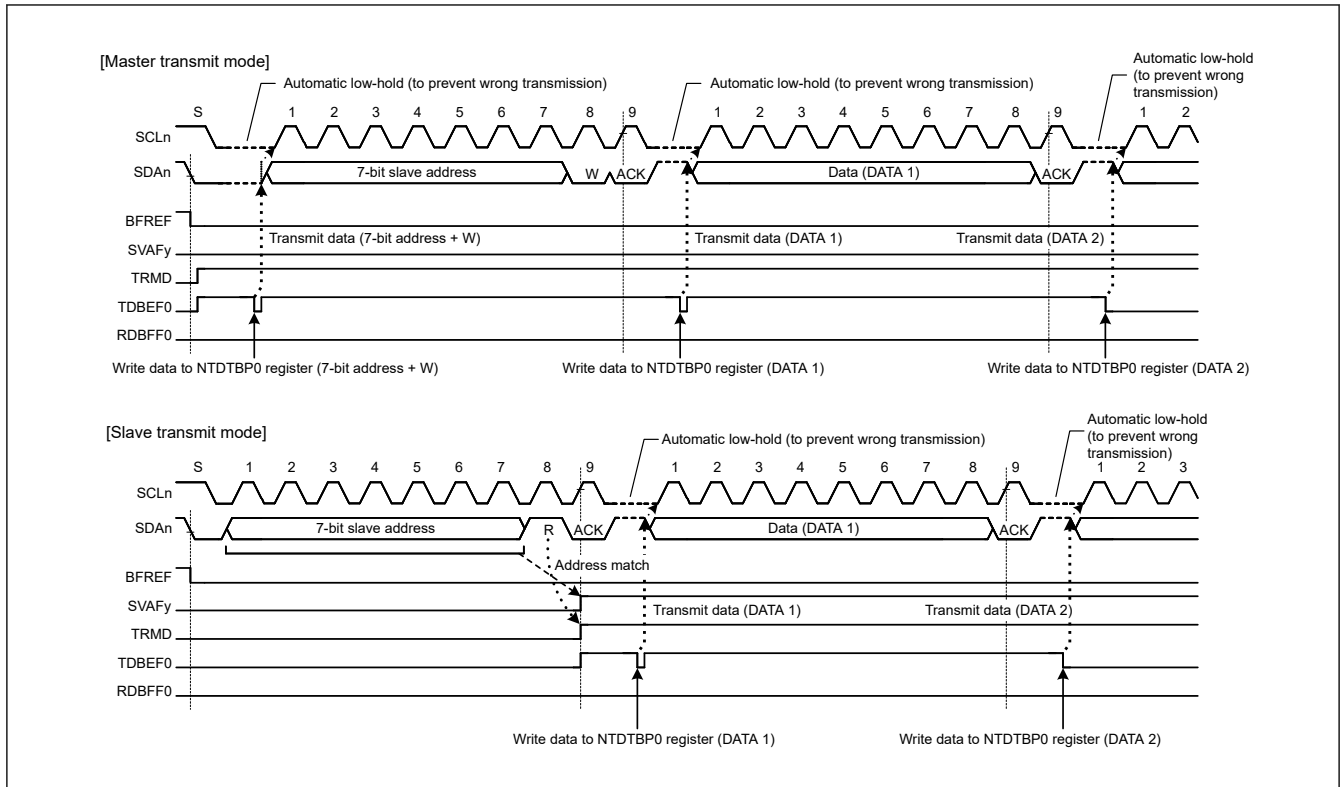 [Master transmit mode]
Automatic low-hold (to prevent wrong transmission)
Automatic low-hold (to prevent wrong transmission)
Automatic low-hold
(to prevent wrong
transmission)
S 1 2 3 4 5 6 7 8 9 1 2 3 4 5 6 7 8 9 1 2
SCLn
SDAn 7-bit slave address W ACK Data (DATA 1) ACK
BFREF
Transmit data (7-bit address + W) Transmit data (DATA 1) Transmit data (DATA 2)
SVAFy
TRMD
TDBEF0
RDBFF0
Write data to NTDTBP0 register (7-bit address + W) Write data to NTDTBP0 register (DATA 1) Write data to NTDTBP0 register (DATA 2)
[Slave transmit mode]
Automatic low-hold (to prevent wrong transmission)
Automatic low-hold
(to prevent wrong
transmission)
S 1 2 3 4 5 6 7 8 9 1 2 3 4 5 6 7 8 9 1 2 3
SCLn
SDAn 7-bit slave address R ACK Data (DATA 1) ACK
Address match
BFREF
SVAFy Transmit data (DATA 1) Transmit data (DATA 2)
TRMD
TDBEF0
RDBFF0
Write data to NTDTBP0 register (DATA 1) Write data to NTDTBP0 register (DATA 2)